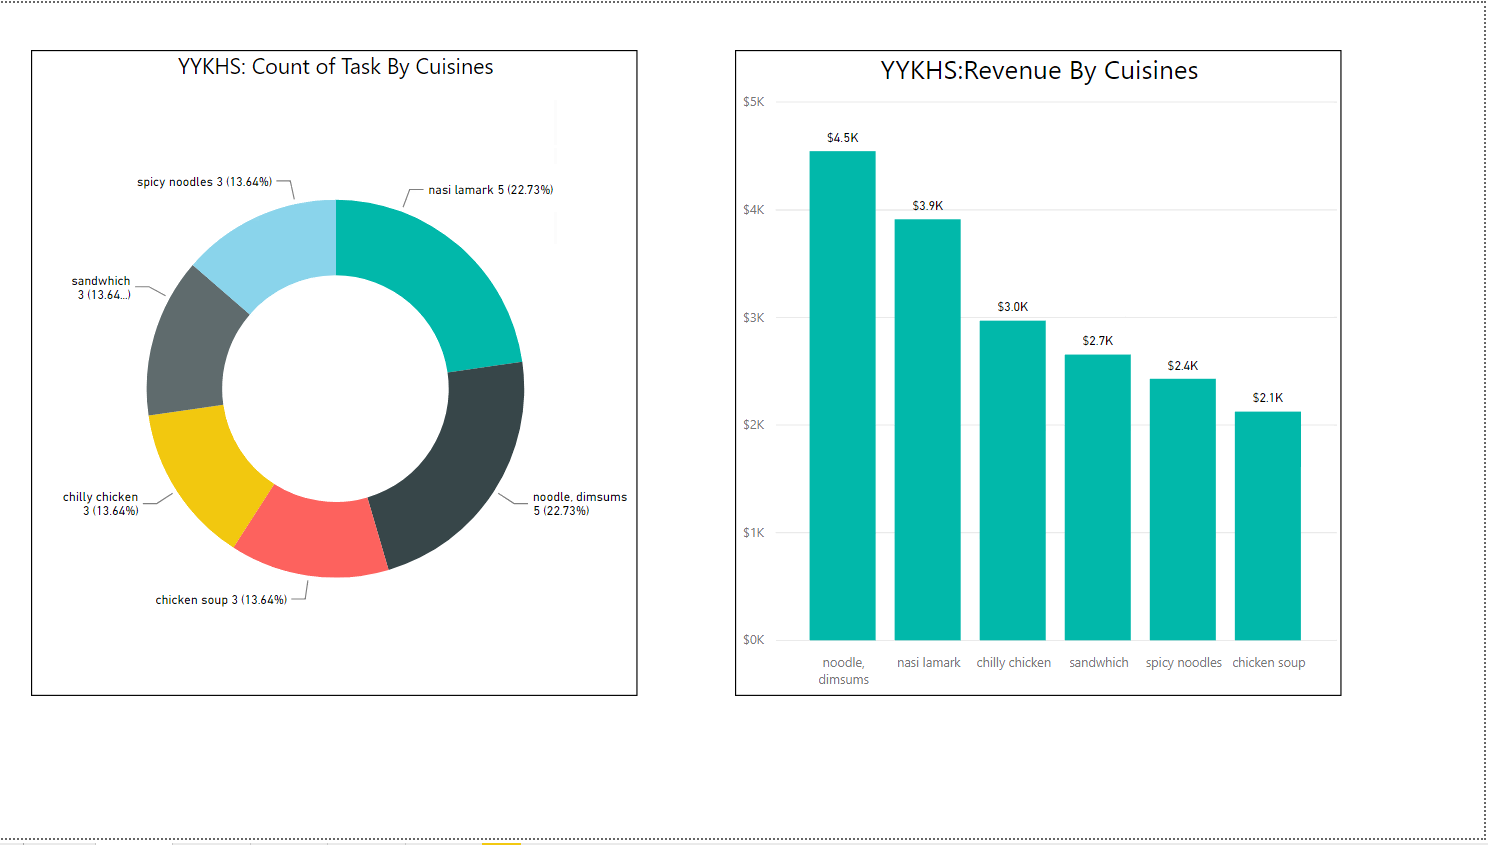 YYKHS: Count of Task By Cuisines
spicy noodles 3 (13.64%)
nasi lamark 5 (22.73%)
sandwhich
3 (13.64...)
chilly chicken
3 (13.64%)
noodle, dimsums
5 (22.73%)
chicken soup 3 (13.64%)
YYKHS:Revenue By Cuisines
$5K
$4K
$3K
$2K
$1K
$0K
$4.5K
$3.9K
$3.0K
$2.7K
$2.4K
$2.1K
noodle,
dimsums
nasi lamark
chilly chicken
sandwhich
spicy noodles
chicken soup